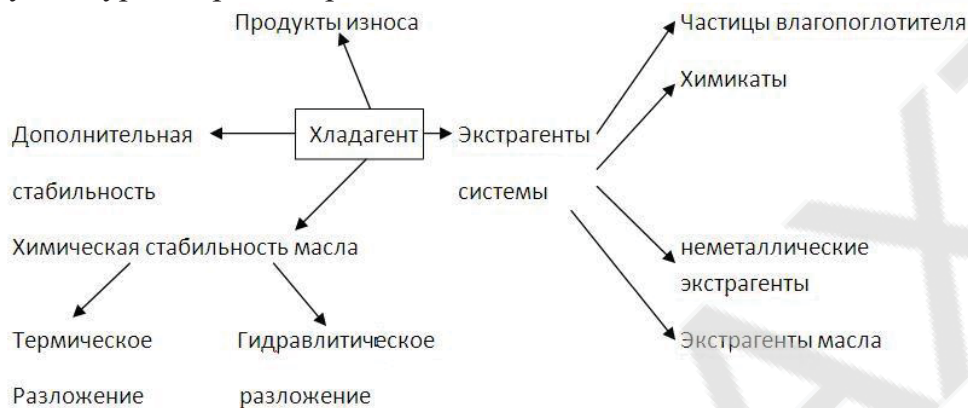 Продукты износа
Частицы влагопоглотителя
Химикаты
Дополнительная
стабильность
Хладагент
Экстрагенты
системы
Химическая стабильность масла
неметаллические
экстрагенты
Термическое
Разложение
Гидравлитическое
разложение
Экстрагенты масла